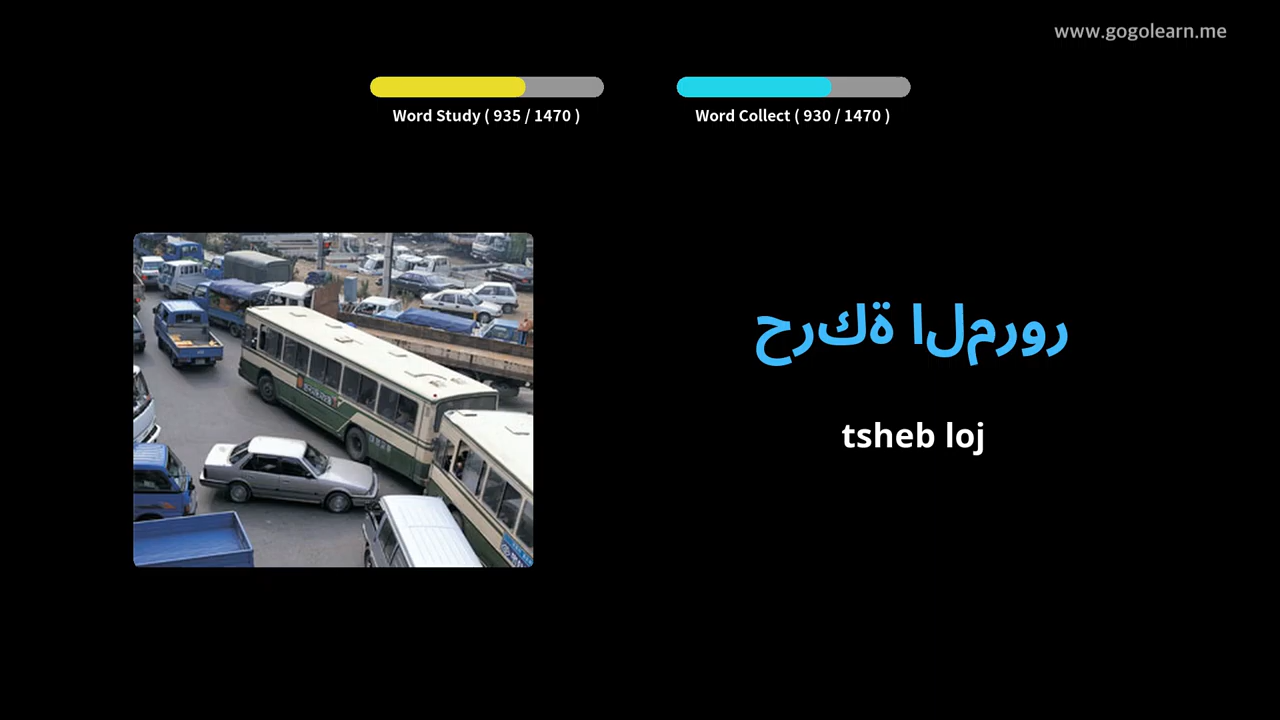 www.gogolearn.me
Word Study ( 935 / 1470 )
Word Collect ( 930 / 1470 )
حركة المرور
tsheb loj